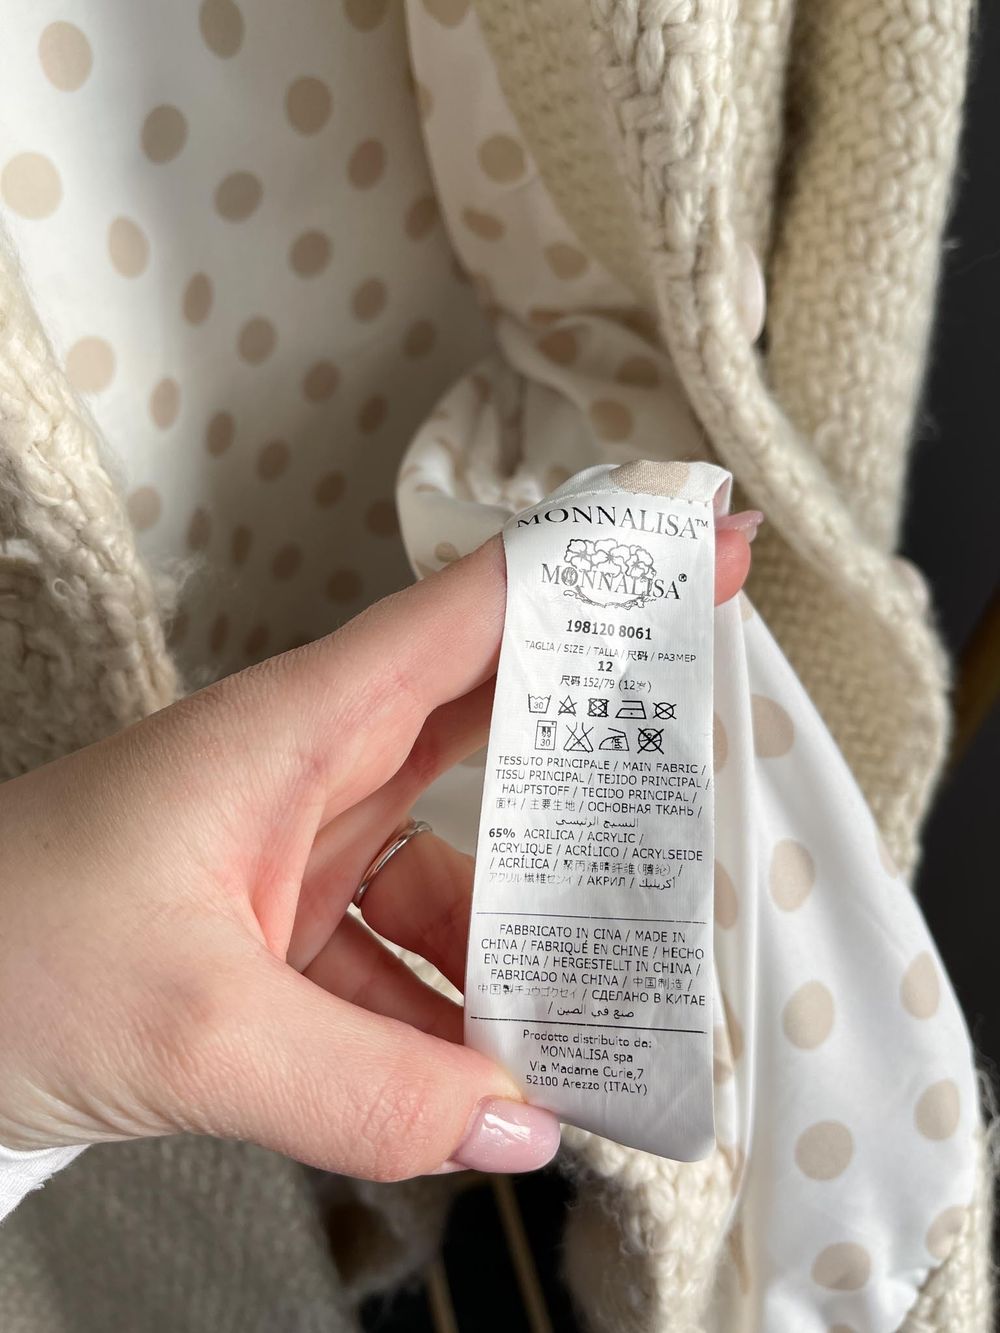 MONNALISA™
MONNALISA®
198120 8061
TAGLIA / SIZE / TALLA / 尺码 / РАЗМЕР
12
尺码 152/79 (12岁)
30
30
TESSUTO PRINCIPALE / MAIN FABRIC /
TISSU PRINCIPAL / TEJIDO PRINCIPAL /
HAUPTSTOFF / TECIDO PRINCIPAL /
面料 / 主要生地 / ОСНОВНАЯ ТКАНЬ /
النسيج الرئيسي
65% ACRILICA / ACRYLIC /
ACRYLIQUE / ACRÍLICO / ACRYLSEIDE
/ ACRÍLICA / 聚丙烯腈纤维(腈纶) /
アクリル繊維センイ / АКРИЛ / أكريليك
FABBRICATO IN CINA / MADE IN
CHINA / FABRIQUÉ EN CHINE / HECHO
EN CHINA / HERGESTELLT IN CHINA /
FABRICADO NA CHINA / 中国制造 /
中国製チュウゴクセイ / СДЕЛАНО В КИТАЕ
/ صنع في الصين
Prodotto distribuito da:
MONNALISA spa
Via Madame Curie,7
52100 Arezzo (ITALY)